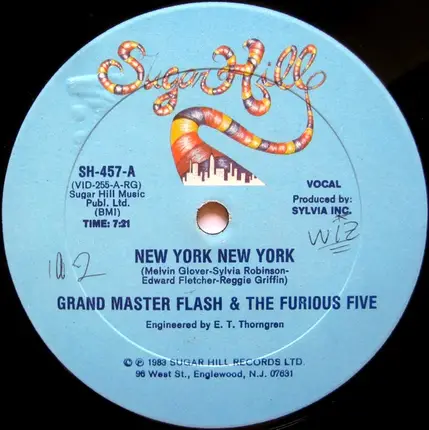 Sugar Hill
SH-457-A
(VID-255-A-RG)
Sugar Hill Music
Publ. Ltd.
(BMI)
TIME: 7:21
VOCAL
Produced by:
SYLVIA INC.
WIZ
NEW YORK NEW YORK
(Melvin Glover-Sylvia Robinson-
Edward Fletcher-Reggie Griffin)
GRAND MASTER FLASH & THE FURIOUS FIVE
Engineered by E. T. Thorngren
© ℗ 1983 SUGAR HILL RECORDS LTD.
96 West St., Englewood, N.J. 07631